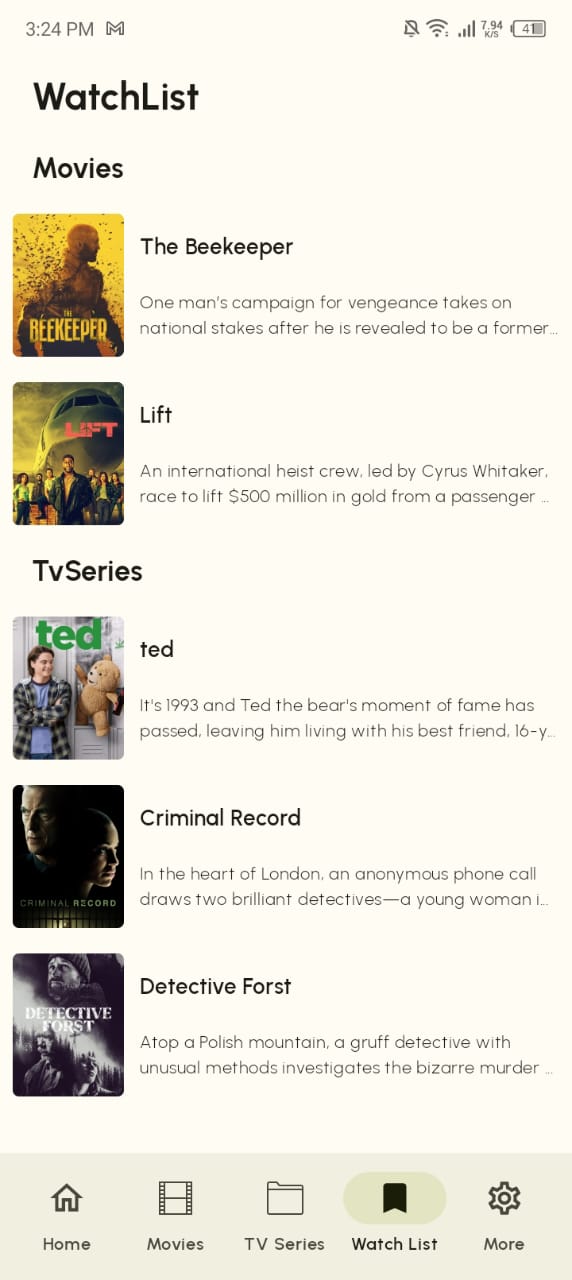 3:24 PM
7.94
K/S
41
WatchList
Movies
THE
BEEKEEPER
The Beekeeper
One man's campaign for vengeance takes on
national stakes after he is revealed to be a former...
LIFT
Lift
An international heist crew, led by Cyrus Whitaker,
race to lift $500 million in gold from a passenger ...
TvSeries
ted
ted
It's 1993 and Ted the bear's moment of fame has
passed, leaving him living with his best friend, 16-y...
CRIMINAL RECORD
Criminal Record
In the heart of London, an anonymous phone call
draws two brilliant detectives—a young woman i...
DETECTIVE
FORST
Detective Forst
Atop a Polish mountain, a gruff detective with
unusual methods investigates the bizarre murder ...
Home
Movies
TV Series
Watch List
More